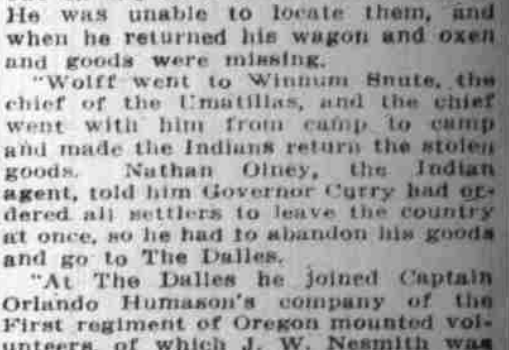 He was unable to locate them, and
when he returned his wagon and oxen
and goods were missing.
"Wolff went to Winnum Snute, the
chief of the Umatillas, and the chief
went with him from camp to camp
and made the Indians return the stolen
goods. Nathan Olney, the Indian
agent, told him Governor Curry had or-
dered all settlers to leave the country
at once, so he had to abandon his goods
and go to The Dalles.
"At The Dalles he joined Captain
Orlando Humason's company of the
First regiment of Oregon mounted vol-
unteers, of which J. W. Nesmith was